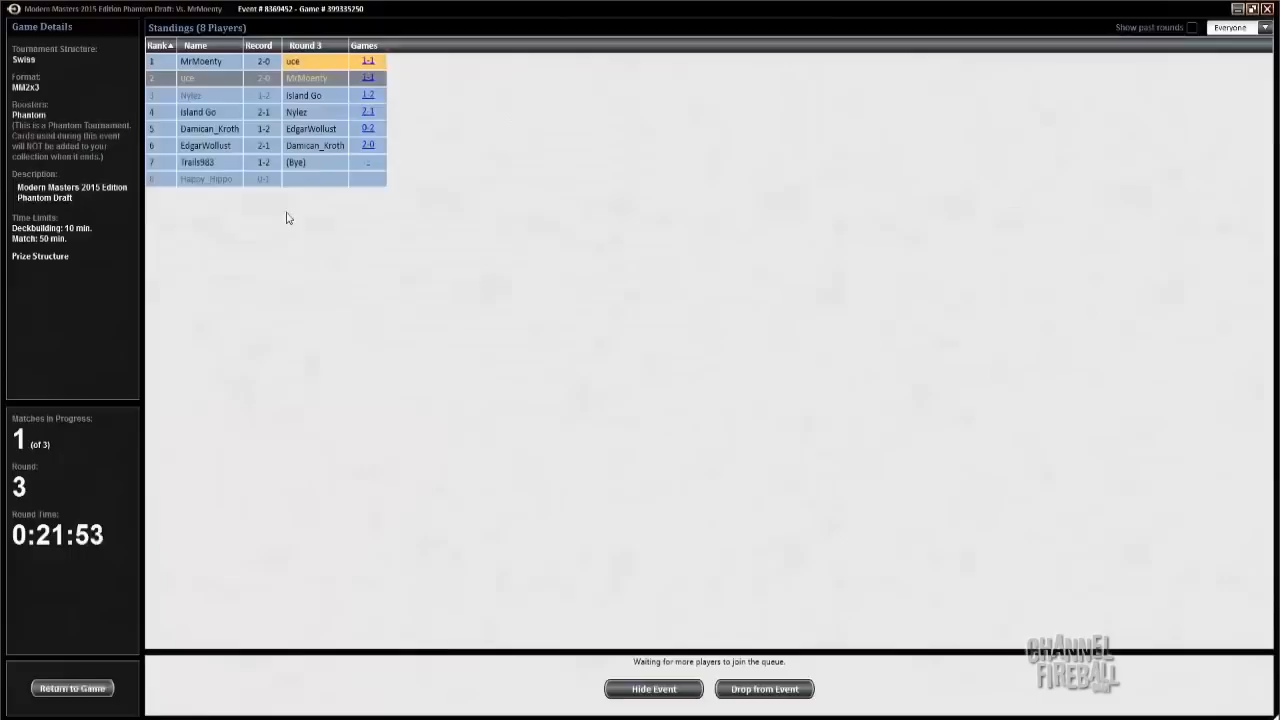 Modern Masters 2015 Edition Phantom Draft: Vs. MrMoenty Event # 8369452 - Game # 399335250
Game Details
Standings (8 Players)
Show past rounds
Everyone
Tournament Structure:
Swiss
Format:
MM2x3
Boosters:
Phantom
(This is a Phantom Tournament.
Cards used during this event
will NOT be added to your
collection when it ends.)
Description:
Modern Masters 2015 Edition
Phantom Draft
Time Limits:
Deckbuilding: 10 min.
Match: 50 min.
Prize Structure
Rank Name Record Round 3 Games
1 MrMoenty 2-0 uce 1-1
2 uce 2-0 MrMoenty 1-1
3 Nylez 1-2 Island Go 1-2
4 Island Go 2-1 Nylez 2-1
5 Damican_Kroth 1-2 EdgarWollust 0-2
6 EdgarWollust 2-1 Damican_Kroth 2-0
7 Trails983 1-2 (Bye) -
8 Happy_Hippo 0-1
Matches in Progress:
1 (of 3)
Round:
3
Round Time:
0:21:53
Return to Game
Waiting for more players to join the queue.
Hide Event
Drop from Event
CHANNEL
FIREBALL